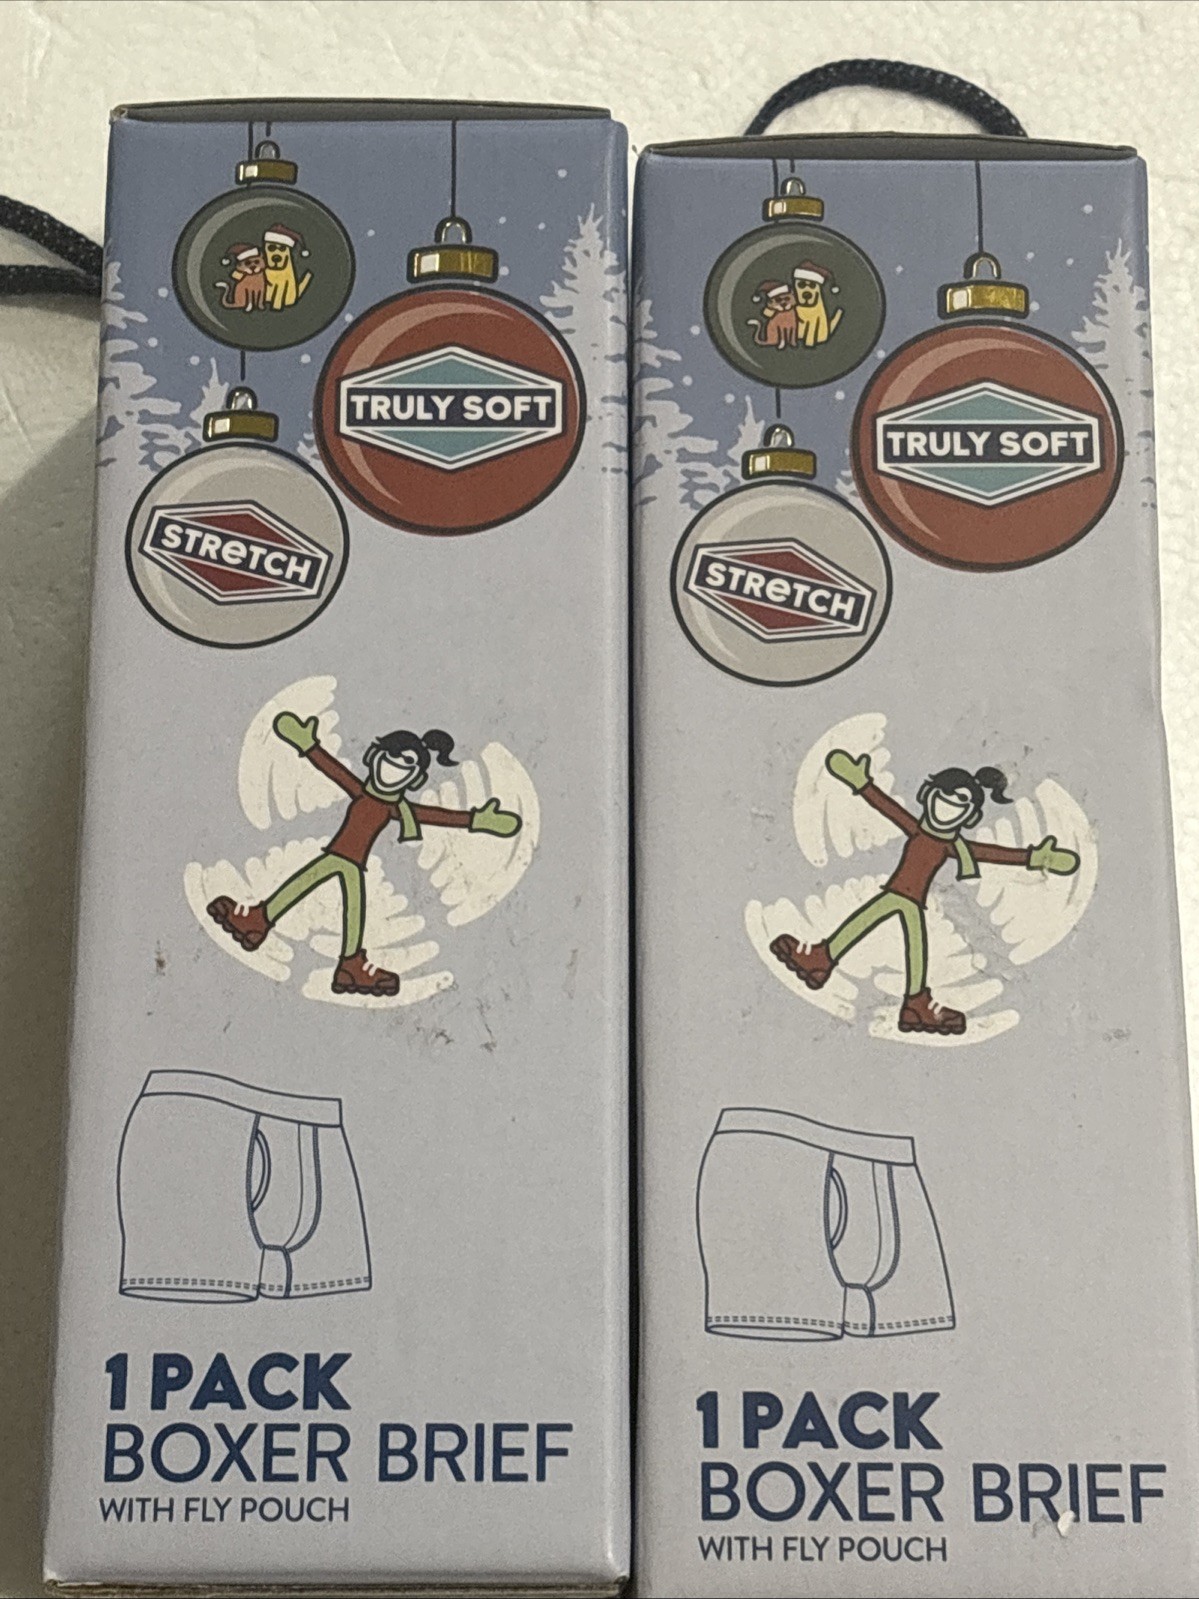 TRULY SOFT
STReTCH
1 PACK
BOXER BRIEF
WITH FLY POUCH
TRULY SOFT
STReTCH
1 PACK
BOXER BRIEF
WITH FLY POUCH